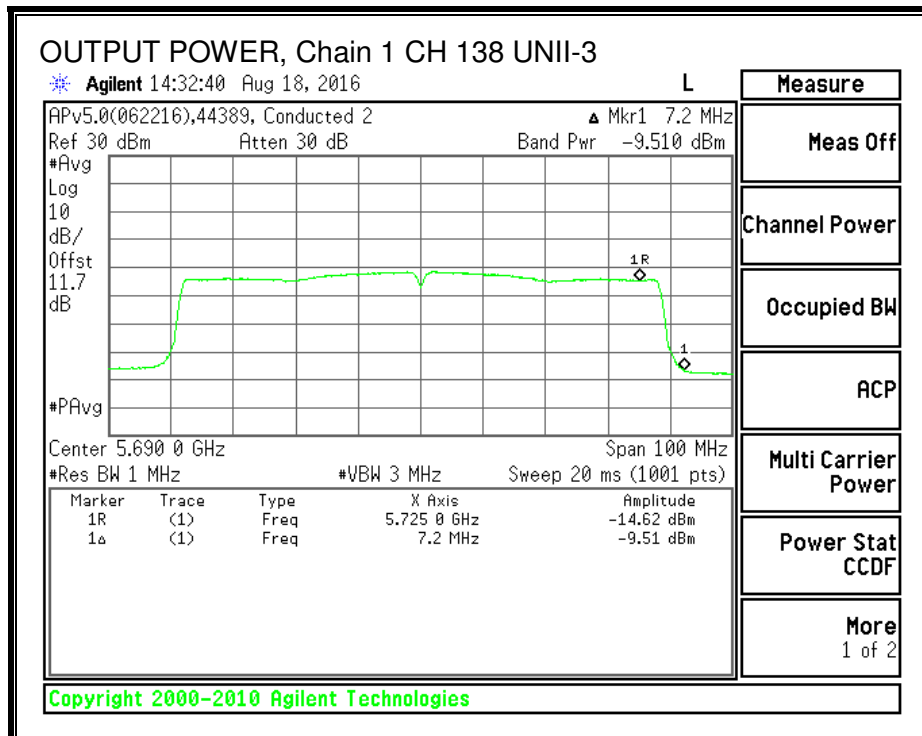 OUTPUT POWER, Chain 1 CH 138 UNII-3
Agilent 14:32:40 Aug 18, 2016 L
Measure
APv5.0(062216),44389, Conducted 2 Δ Mkr1 7.2 MHz
Ref 30 dBm Atten 30 dB Band Pwr -9.510 dBm
#Avg
Log
10
dB/
Offst
11.7
dB
#PAvg
1R
1
Center 5.690 0 GHz Span 100 MHz
#Res BW 1 MHz #VBW 3 MHz Sweep 20 ms (1001 pts)
Marker Trace Type X Axis Amplitude
1R (1) Freq 5.725 0 GHz -14.62 dBm
1Δ (1) Freq 7.2 MHz -9.51 dBm
Meas Off
Channel Power
Occupied BW
ACP
Multi Carrier
Power
Power Stat
CCDF
More
1 of 2
Copyright 2000-2010 Agilent Technologies